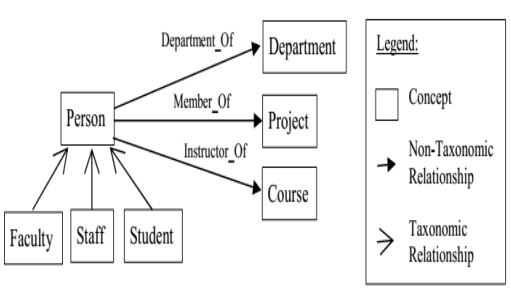 Department_Of
Department
Legend:
Member_Of
Person
Project
Concept
Instructor_Of
Course
Non-Taxonomic
Relationship
Faculty
Staff
Student
Taxonomic
Relationship